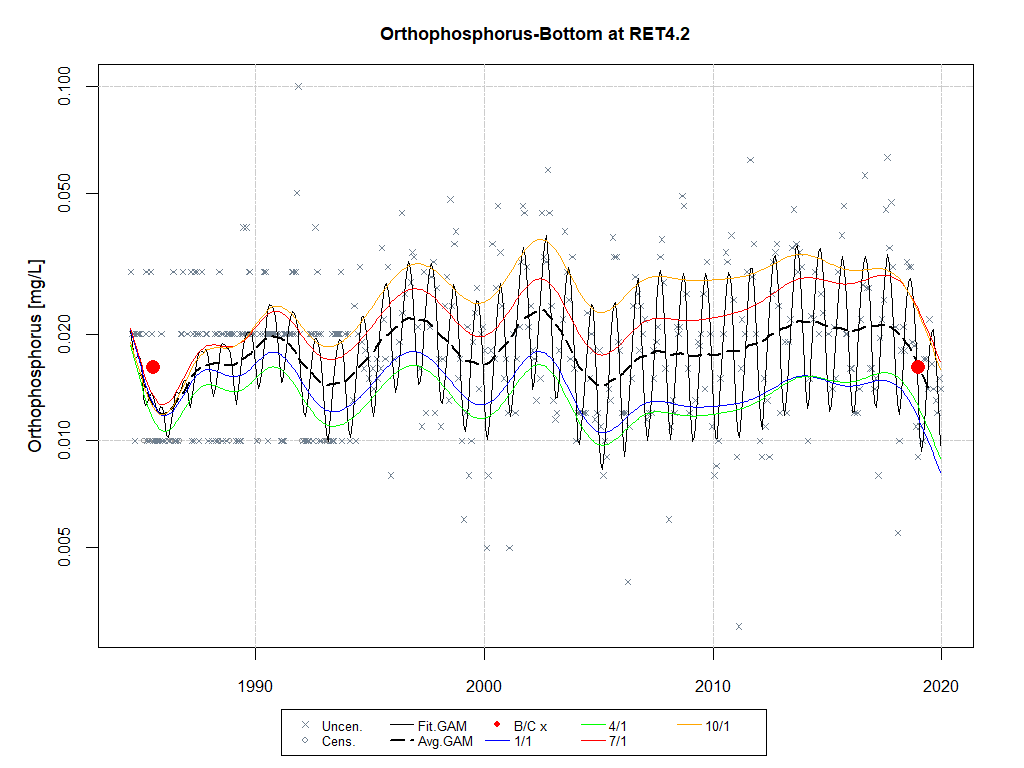 Orthophosphorus-Bottom at RET4.2
Orthophosphorus [mg/L]
0.100
0.050
0.020
0.010
0.005
1990 2000 2010 2020
Uncen. Fit.GAM B/C x 4/1 10/1
Cens. Avg.GAM 1/1 7/1